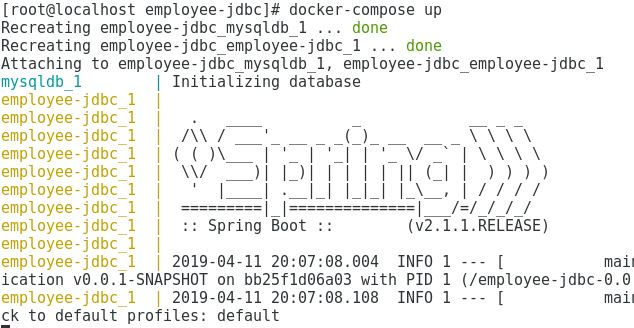 [root@localhost employee-jdbc]# docker-compose up
Recreating employee-jdbc_mysqldb_1 ... done
Recreating employee-jdbc_employee-jdbc_1 ... done
Attaching to employee-jdbc_mysqldb_1, employee-jdbc_employee-jdbc_1
mysqldb_1        | Initializing database
employee-jdbc_1  |
employee-jdbc_1  |   .   ____          _            __ _ _
employee-jdbc_1  |  /\\ / ___'_ __ _ _(_)_ __  __ _ \ \ \ \
employee-jdbc_1  | ( ( )\___ | '_ | '_| | '_ \/ _` | \ \ \ \
employee-jdbc_1  |  \\/  ___)| |_)| | | | | || (_| |  ) ) ) )
employee-jdbc_1  |   '  |____| .__|_| |_|_| |_\__, | / / / /
employee-jdbc_1  |  =========|_|==============|___/=/_/_/_/
employee-jdbc_1  |  :: Spring Boot ::        (v2.1.1.RELEASE)
employee-jdbc_1  |
employee-jdbc_1  | 2019-04-11 20:07:08.004  INFO 1 --- [           main
ication v0.0.1-SNAPSHOT on bb25f1d06a03 with PID 1 (/employee-jdbc-0.0
employee-jdbc_1  | 2019-04-11 20:07:08.108  INFO 1 --- [           main
ck to default profiles: default